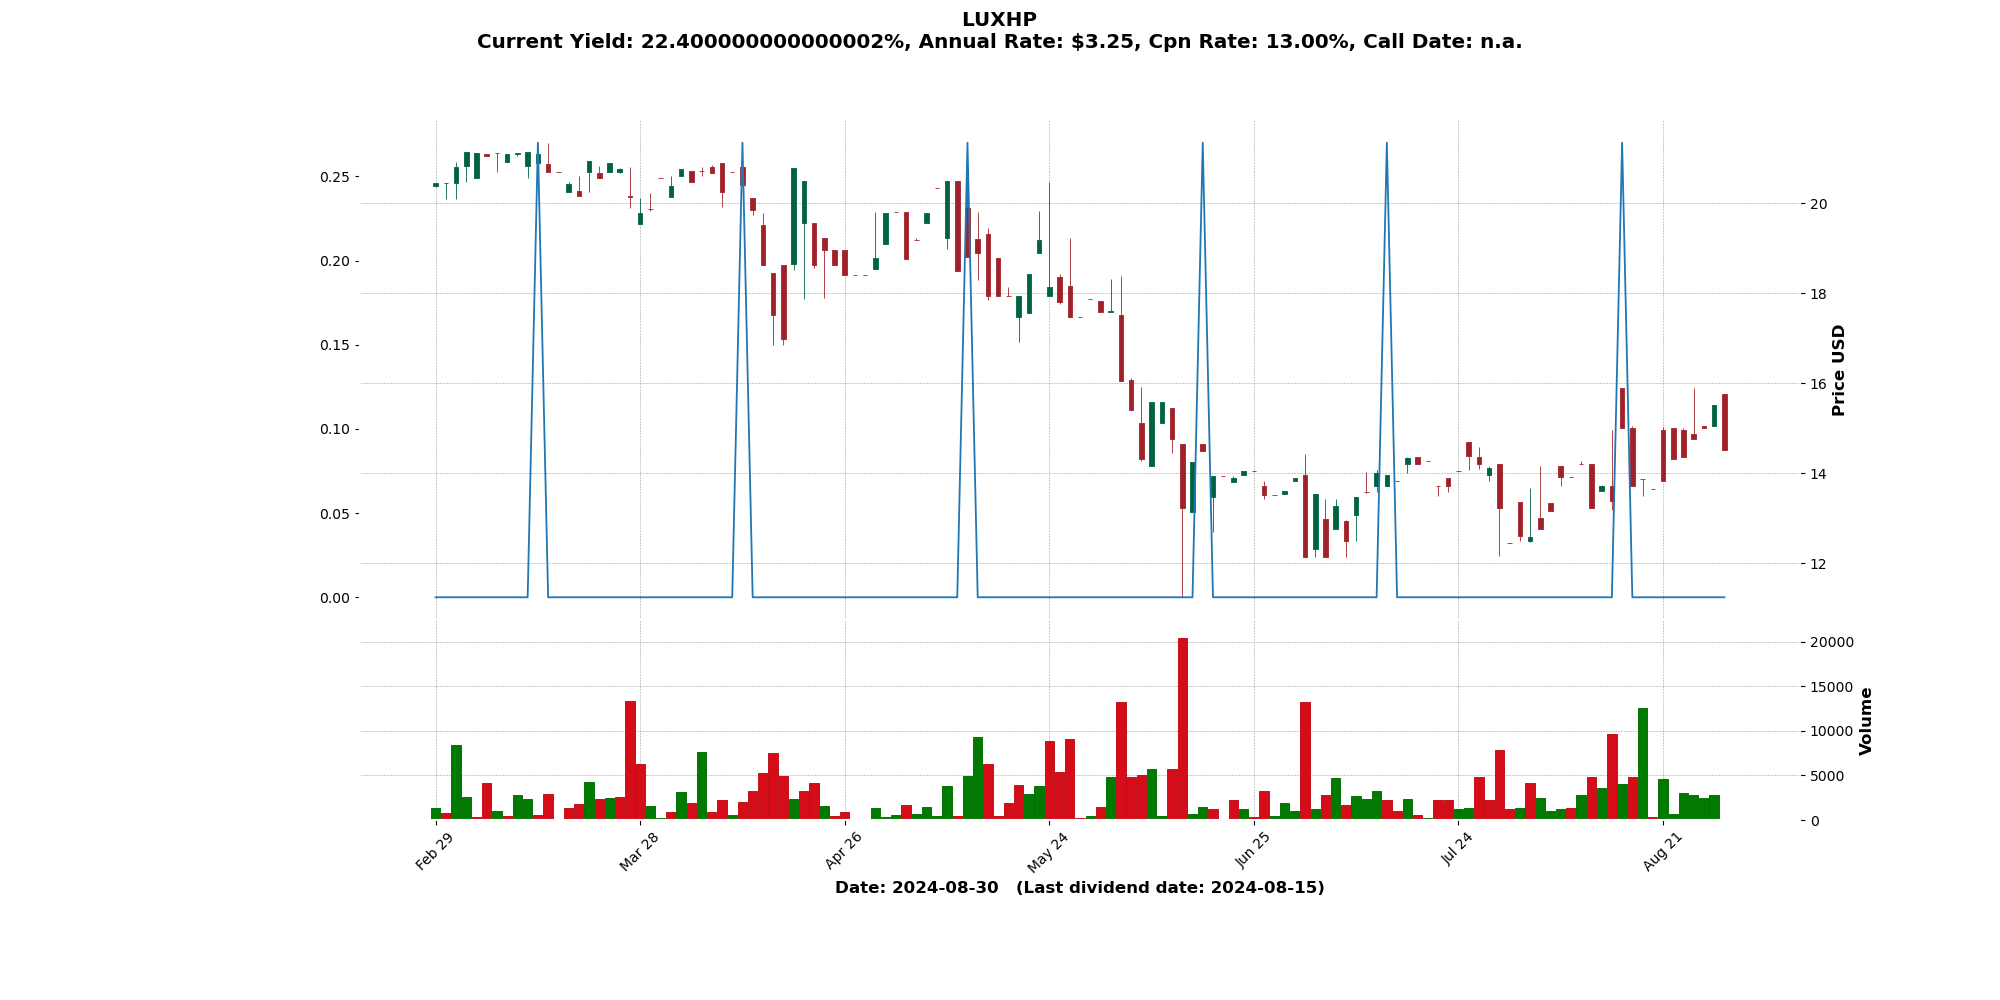 LUXHP
Current Yield: 22.400000000000002%, Annual Rate: $3.25, Cpn Rate: 13.00%, Call Date: n.a.
0.25
0.20
0.15
0.10
0.05
0.00
20
18
16
14
12
Price USD
20000
15000
10000
5000
0
Volume
Feb 29
Mar 28
Apr 26
May 24
Jun 25
Jul 24
Aug 21
Date: 2024-08-30   (Last dividend date: 2024-08-15)